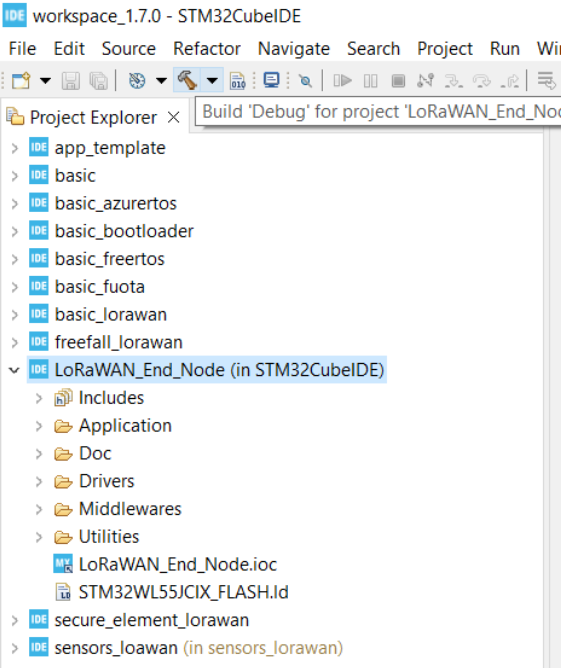 IDE workspace_1.7.0 - STM32CubeIDE
File Edit Source Refactor Navigate Search Project Run
010
Project Explorer
Build 'Debug' for project 'LoRaWAN_End_No
IDE app_template
IDE basic
IDE basic_azurertos
IDE basic_bootloader
IDE basic_freertos
IDE basic_fuota
IDE basic_lorawan
IDE freefall_lorawan
IDE LoRaWAN_End_Node (in STM32CubeIDE)
h Includes
Application
Doc
Drivers
Middlewares
Utilities
MX LoRaWAN_End_Node.ioc
LD STM32WL55JCIX_FLASH.ld
IDE secure_element_lorawan
IDE sensors_loawan (in sensors_lorawan)